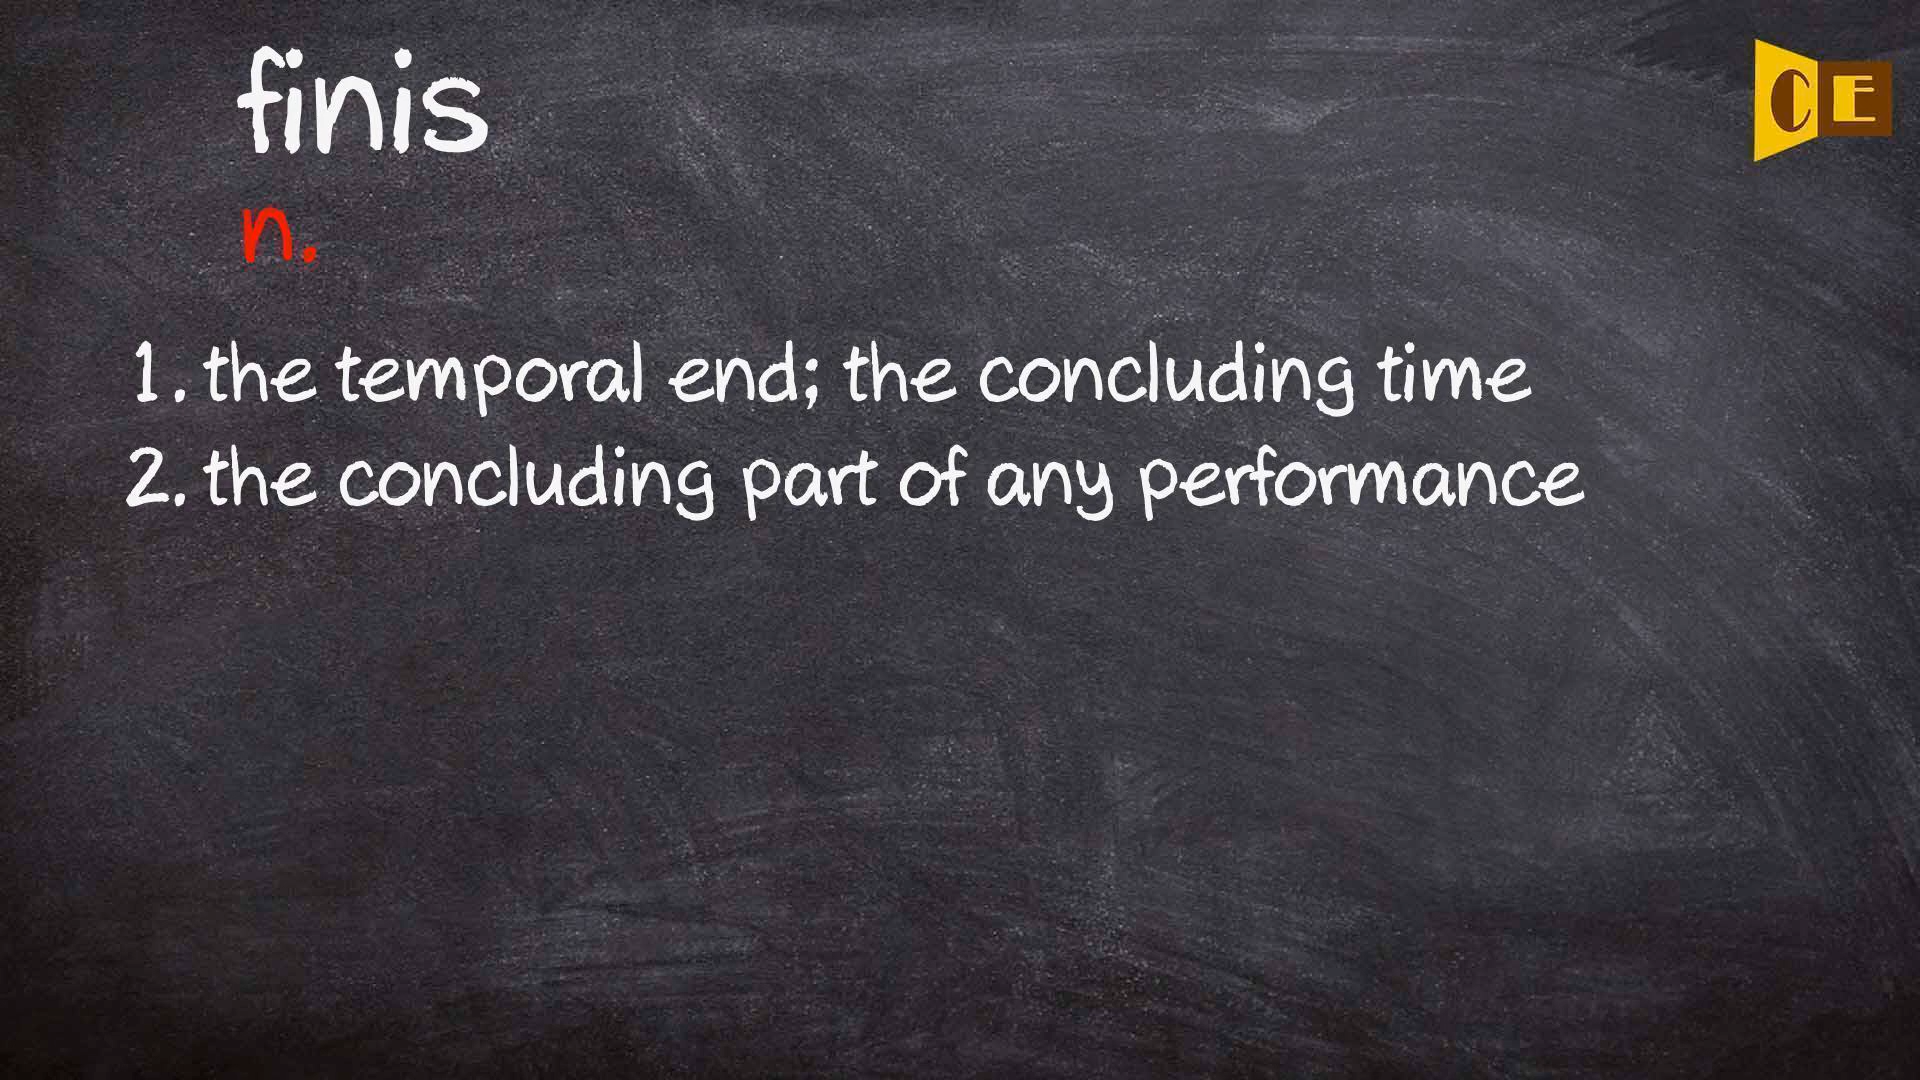 finis
CE
n.
1. the temporal end; the concluding time
2. the concluding part of any performance